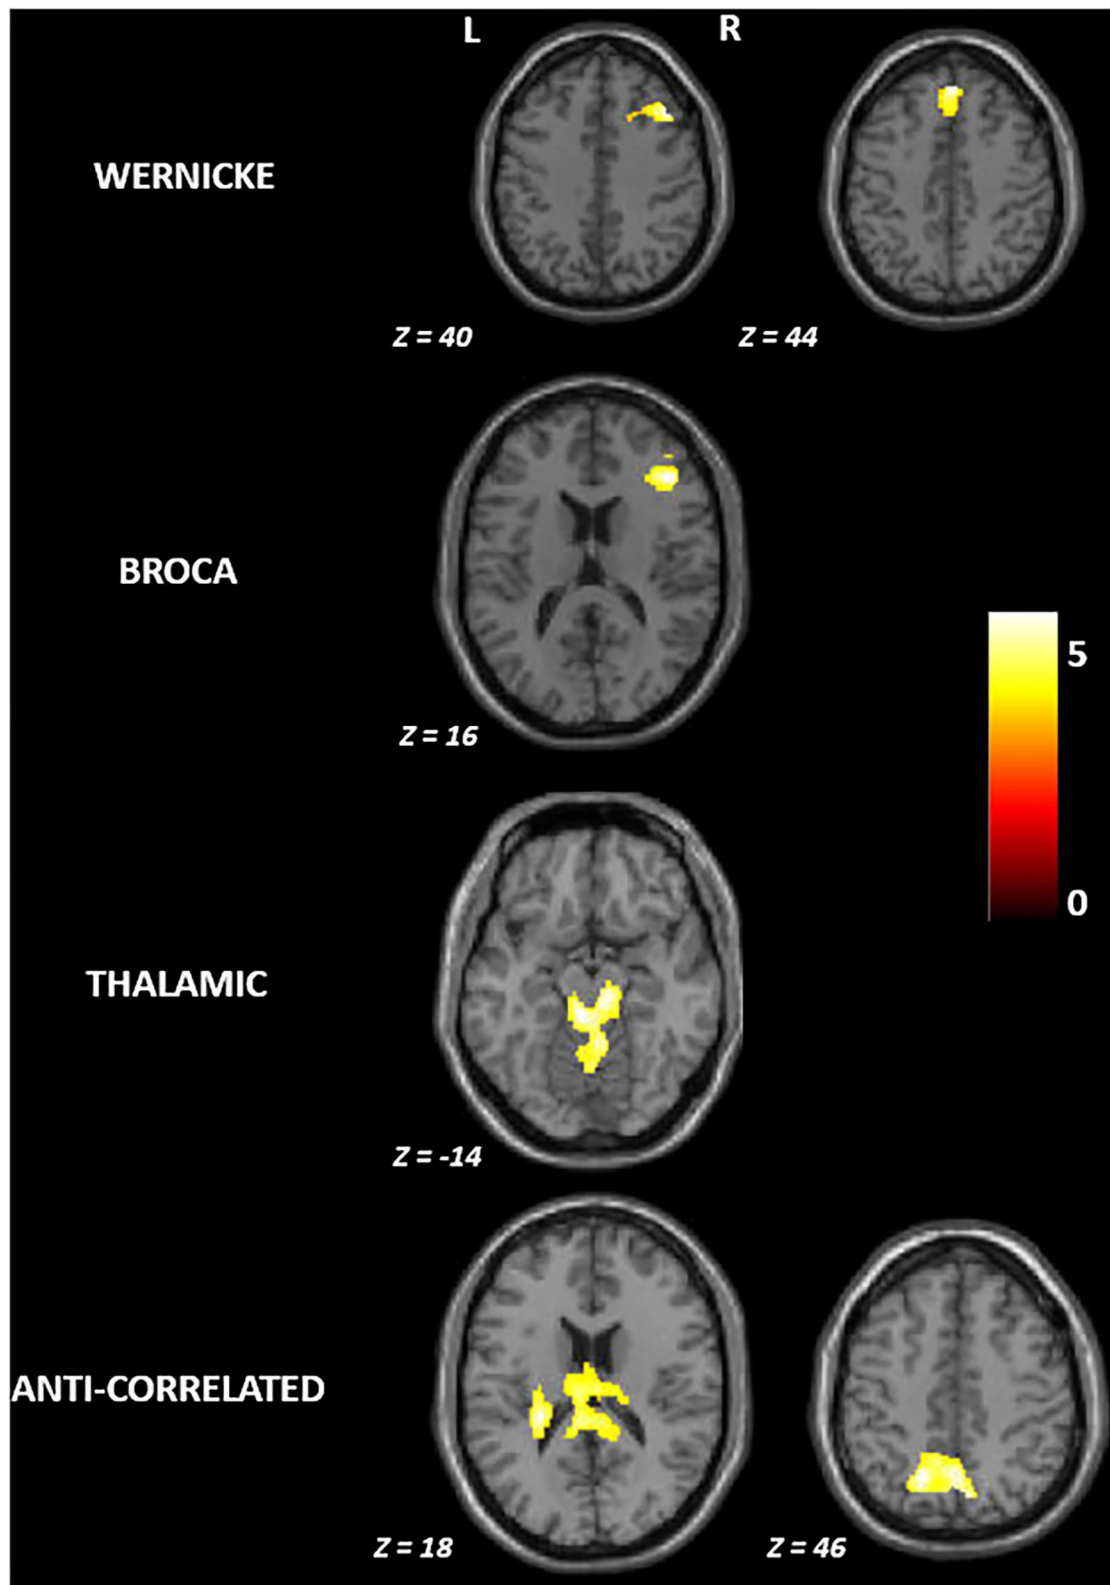 L R
WERNICKE
Z = 40 Z = 44
BROCA
Z = 16
5
0
THALAMIC
Z = -14
ANTI-CORRELATED
Z = 18 Z = 46